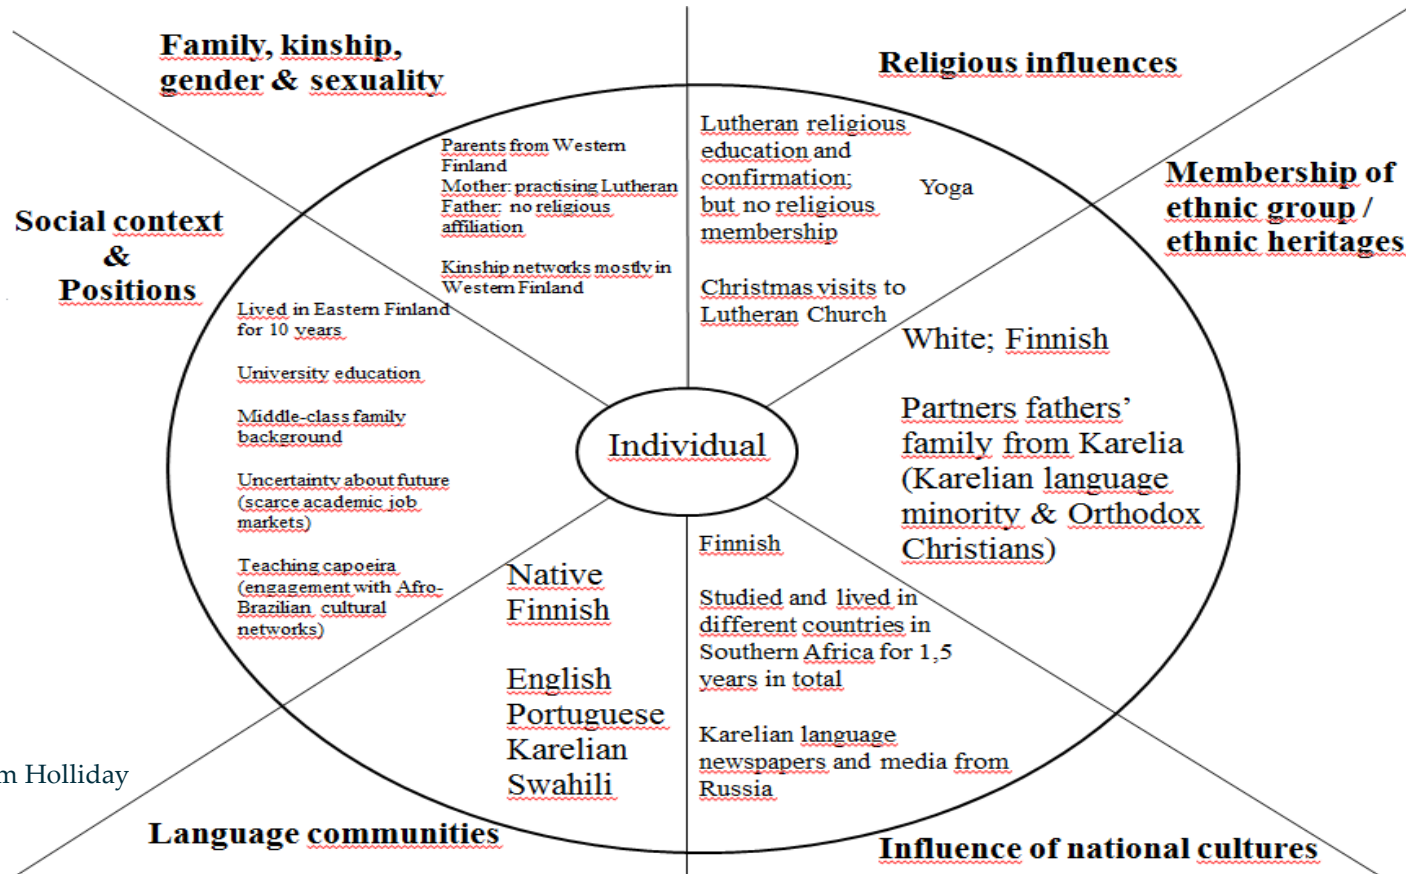 Family, kinship,
gender & sexuality
Parents from Western
Finland
Mother: practising Lutheran
Father: no religious
affiliation
Kinship networks mostly in
Western Finland
Religious influences
Lutheran religious
education and
confirmation;
but no religious
membership
Yoga
Christmas visits to
Lutheran Church
Membership of
ethnic group /
ethnic heritages
White; Finnish
Partners fathers’
family from Karelia
(Karelian language
minority & Orthodox
Christians)
Social context
&
Positions
Lived in Eastern Finland
for 10 years
University education
Middle-class family
background
Uncertainty about future
(scarce academic job
markets)
Teaching capoeira
(engagement with Afro-
Brazilian cultural
networks)
Individual
Native
Finnish
English
Portuguese
Karelian
Swahili
Language communities
Finnish
Studied and lived in
different countries in
Southern Africa for 1,5
years in total
Karelian language
newspapers and media from
Russia
Influence of national cultures
m Holliday